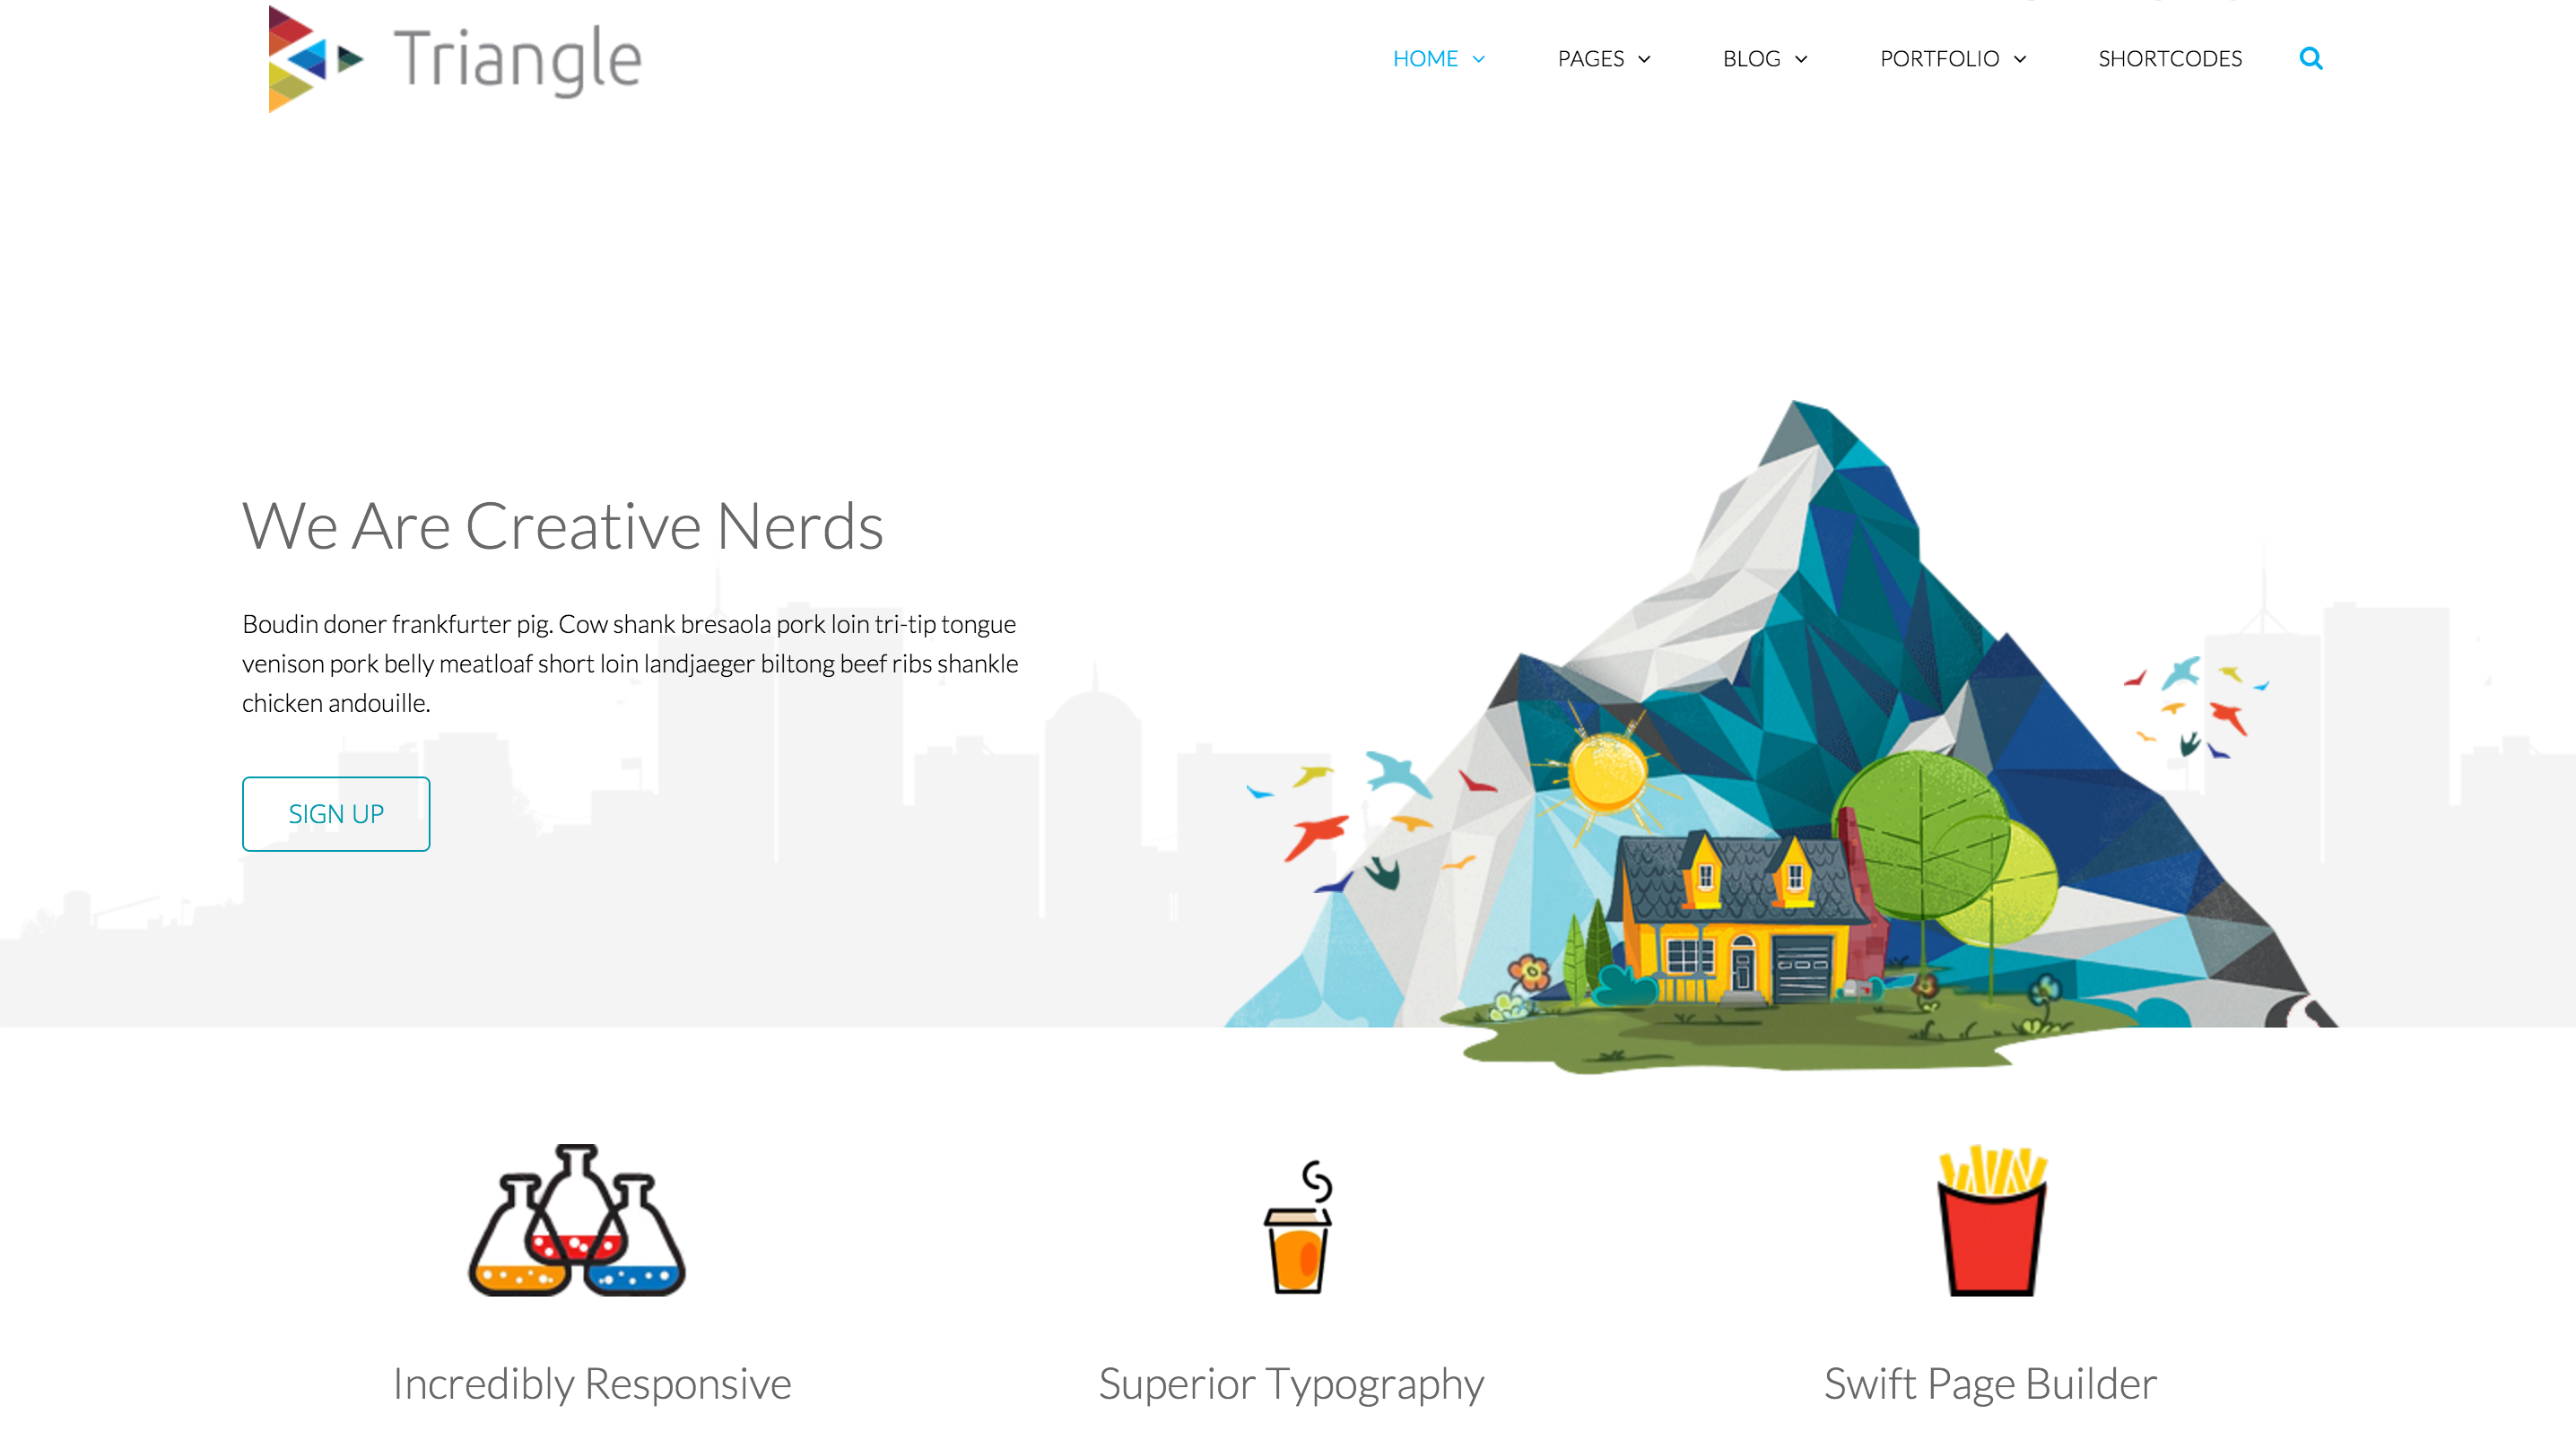 Triangle
HOME
PAGES
BLOG
PORTFOLIO
SHORTCODES
We Are Creative Nerds
Boudin doner frankfurter pig. Cow shank bresaola pork loin tri-tip tongue
venison pork belly meatloaf short loin landjaeger biltong beef ribs shankle
chicken andouille.
SIGN UP
Incredibly Responsive
Superior Typography
Swift Page Builder